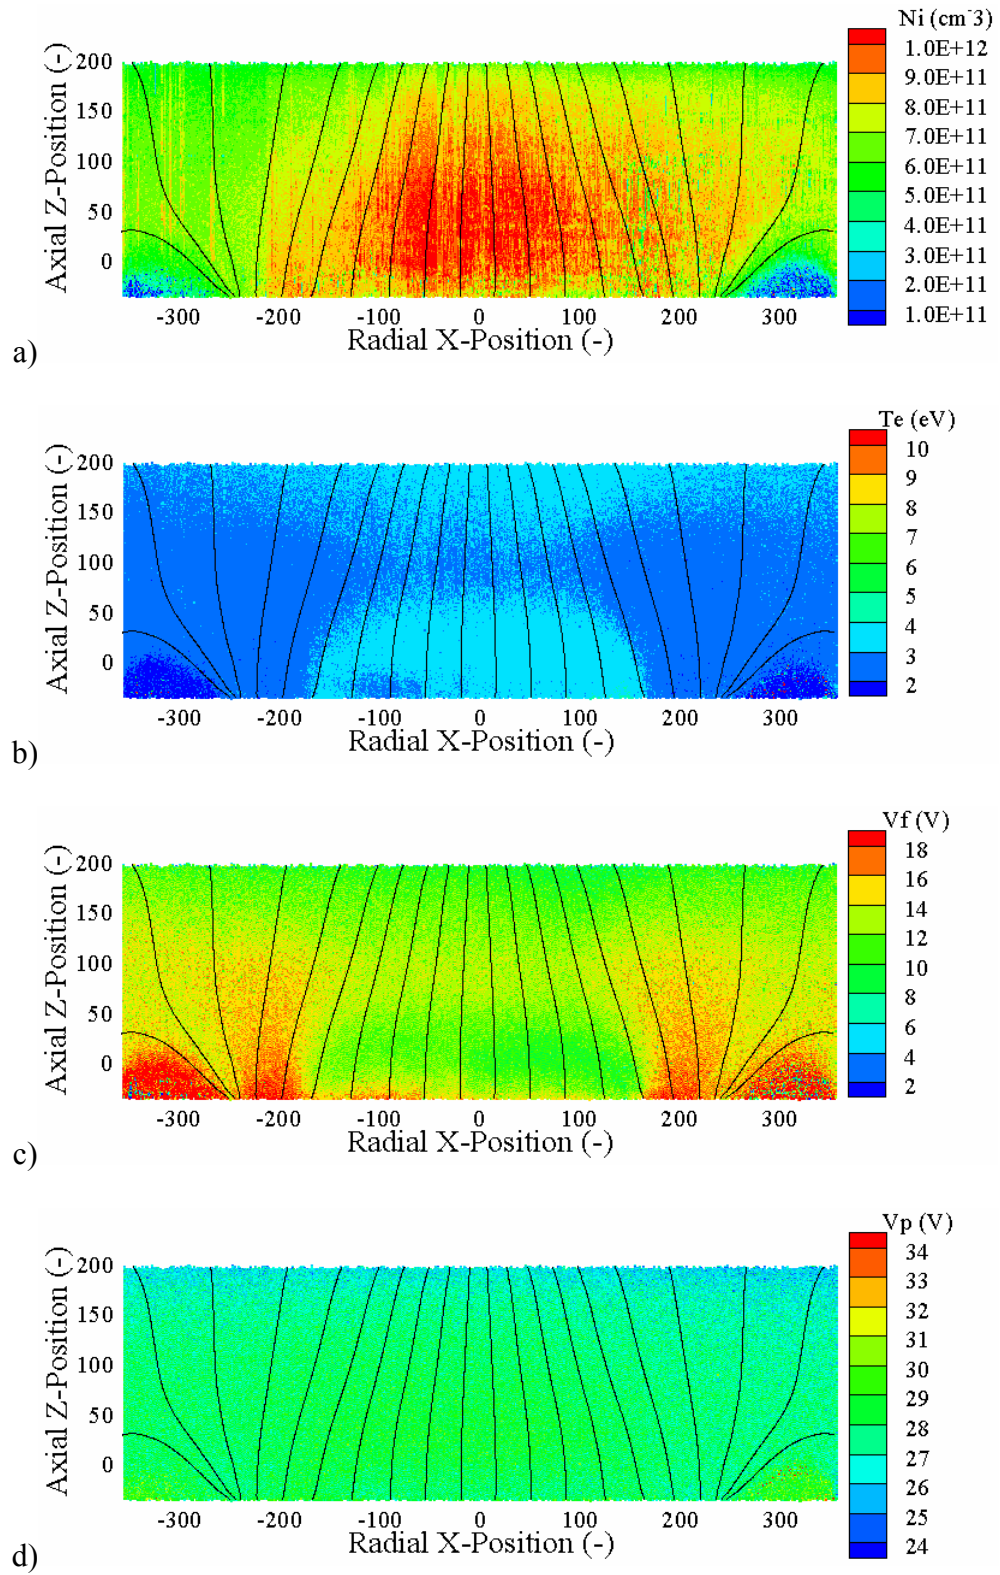 Ni (cm-3)
1.0E+12
9.0E+11
8.0E+11
7.0E+11
6.0E+11
5.0E+11
4.0E+11
3.0E+11
2.0E+11
1.0E+11
Axial Z-Position (-)
200
150
100
50
0
-300 -200 -100 0 100 200 300
Radial X-Position (-)
a)
Te (eV)
10
9
8
7
6
5
4
3
2
Axial Z-Position (-)
200
150
100
50
0
-300 -200 -100 0 100 200 300
Radial X-Position (-)
b)
Vf (V)
18
16
14
12
10
8
6
4
2
Axial Z-Position (-)
200
150
100
50
0
-300 -200 -100 0 100 200 300
Radial X-Position (-)
c)
Vp (V)
34
33
32
31
30
29
28
27
26
25
24
Axial Z-Position (-)
200
150
100
50
0
-300 -200 -100 0 100 200 300
Radial X-Position (-)
d)